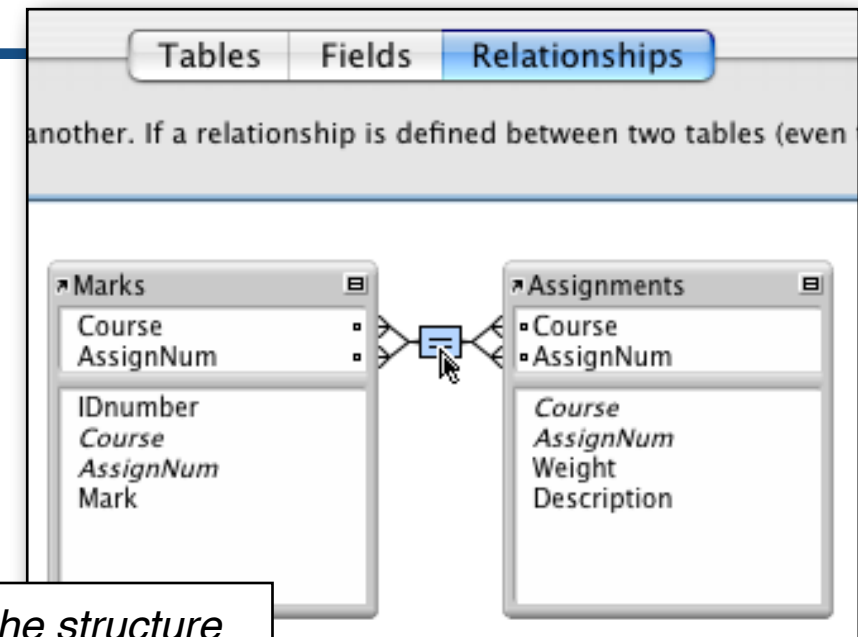 Tables Fields Relationships
another. If a relationship is defined between two tables (even
Marks
Course
AssignNum
IDnumber
Course
AssignNum
Mark
Assignments
Course
AssignNum
Course
AssignNum
Weight
Description
he structure